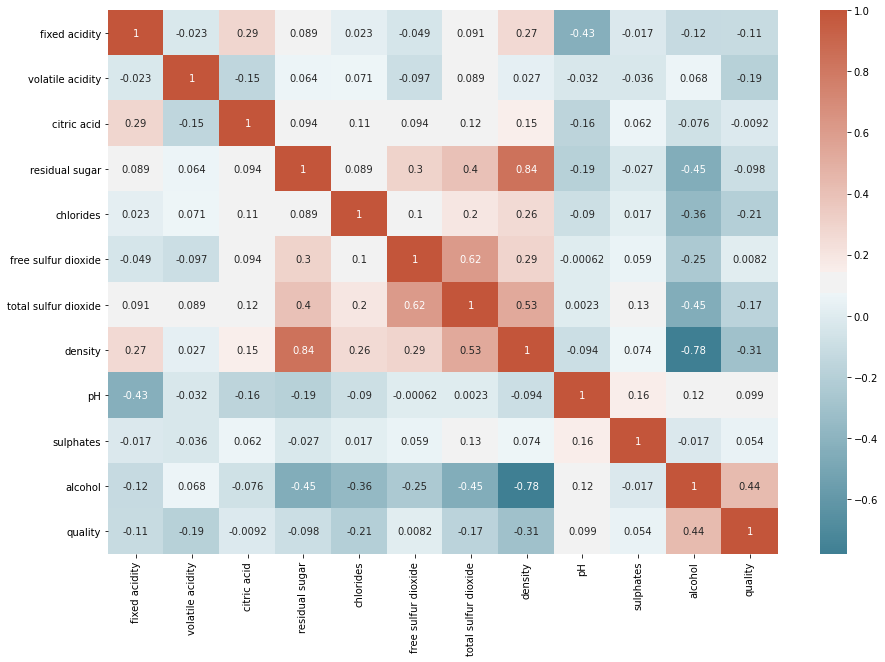 fixed acidity 1 -0.023 0.29 0.089 0.023 -0.049 0.091 0.27 -0.43 -0.017 -0.12 -0.11
volatile acidity -0.023 1 -0.15 0.064 0.071 -0.097 0.089 0.027 -0.032 -0.036 0.068 -0.19
citric acid 0.29 -0.15 1 0.094 0.11 0.094 0.12 0.15 -0.16 0.062 -0.076 -0.0092
residual sugar 0.089 0.064 0.094 1 0.089 0.3 0.4 0.84 -0.19 -0.027 -0.45 -0.098
chlorides 0.023 0.071 0.11 0.089 1 0.1 0.2 0.26 -0.09 0.017 -0.36 -0.21
free sulfur dioxide -0.049 -0.097 0.094 0.3 0.1 1 0.62 0.29 -0.00062 0.059 -0.25 0.0082
total sulfur dioxide 0.091 0.089 0.12 0.4 0.2 0.62 1 0.53 0.0023 0.13 -0.45 -0.17
density 0.27 0.027 0.15 0.84 0.26 0.29 0.53 1 -0.094 0.074 -0.78 -0.31
pH -0.43 -0.032 -0.16 -0.19 -0.09 -0.00062 0.0023 -0.094 1 0.16 0.12 0.099
sulphates -0.017 -0.036 0.062 -0.027 0.017 0.059 0.13 0.074 0.16 1 -0.017 0.054
alcohol -0.12 0.068 -0.076 -0.45 -0.36 -0.25 -0.45 -0.78 0.12 -0.017 1 0.44
quality -0.11 -0.19 -0.0092 -0.098 -0.21 0.0082 -0.17 -0.31 0.099 0.054 0.44 1
fixed acidity
volatile acidity
citric acid
residual sugar
chlorides
free sulfur dioxide
total sulfur dioxide
density
pH
sulphates
alcohol
quality
1.0
0.8
0.6
0.4
0.2
0.0
−0.2
−0.4
−0.6